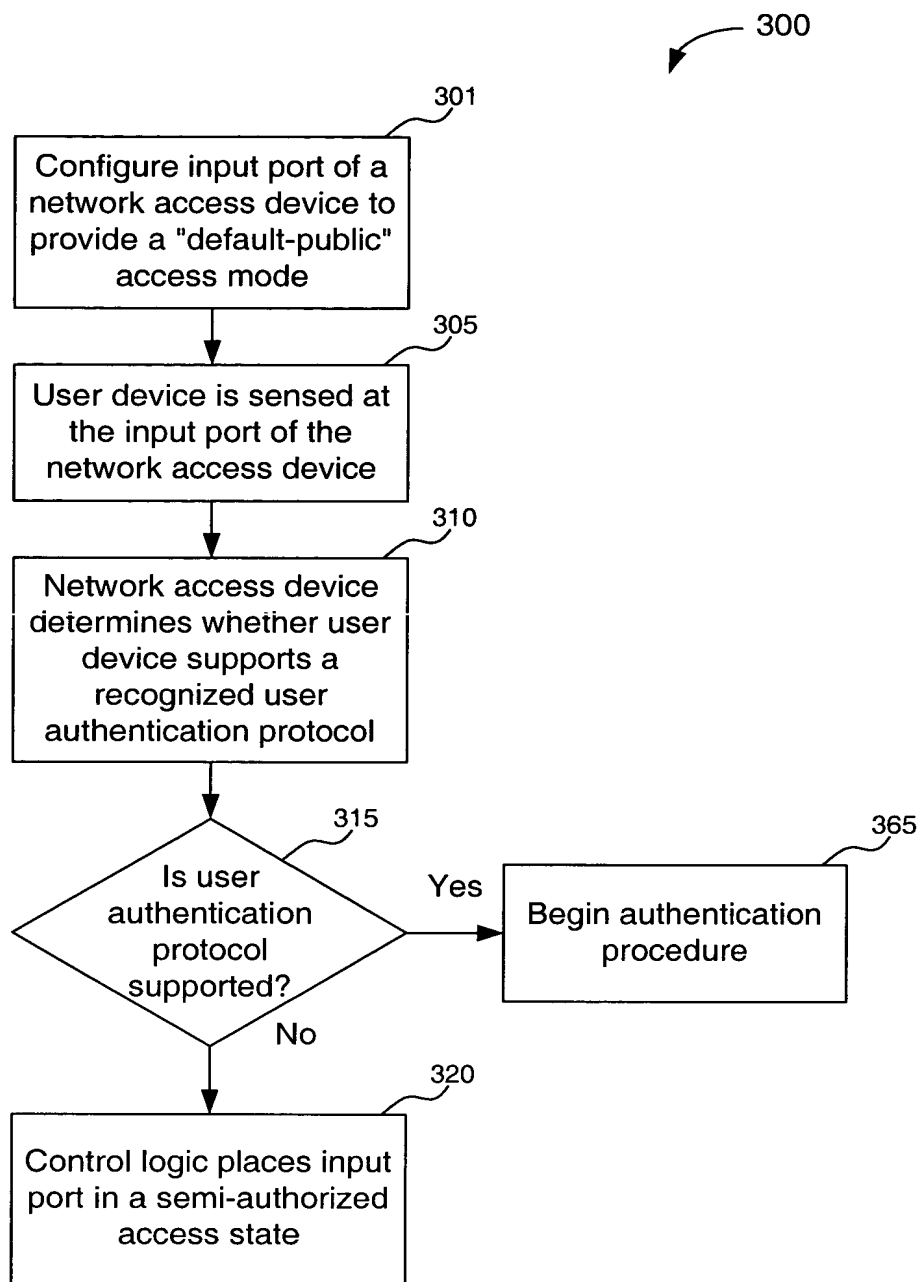 300
301
Configure input port of a
network access device to
provide a "default-public"
access mode
305
User device is sensed at
the input port of the
network access device
310
Network access device
determines whether user
device supports a
recognized user
authentication protocol
315
Is user
authentication
protocol
supported?
Yes
365
Begin authentication
procedure
No
320
Control logic places input
port in a semi-authorized
access state